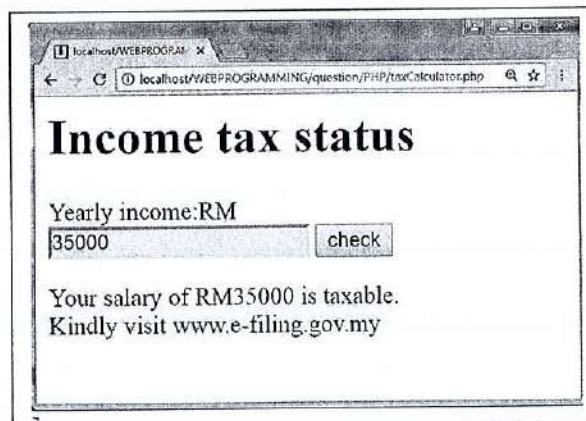 localhost/WEBPROGRAM
localhost/WEBPROGRAMMING/question/PHP/taxCalculator.php
Income tax status
Yearly income:RM
35000 check
Your salary of RM35000 is taxable.
Kindly visit www.e-filing.gov.my